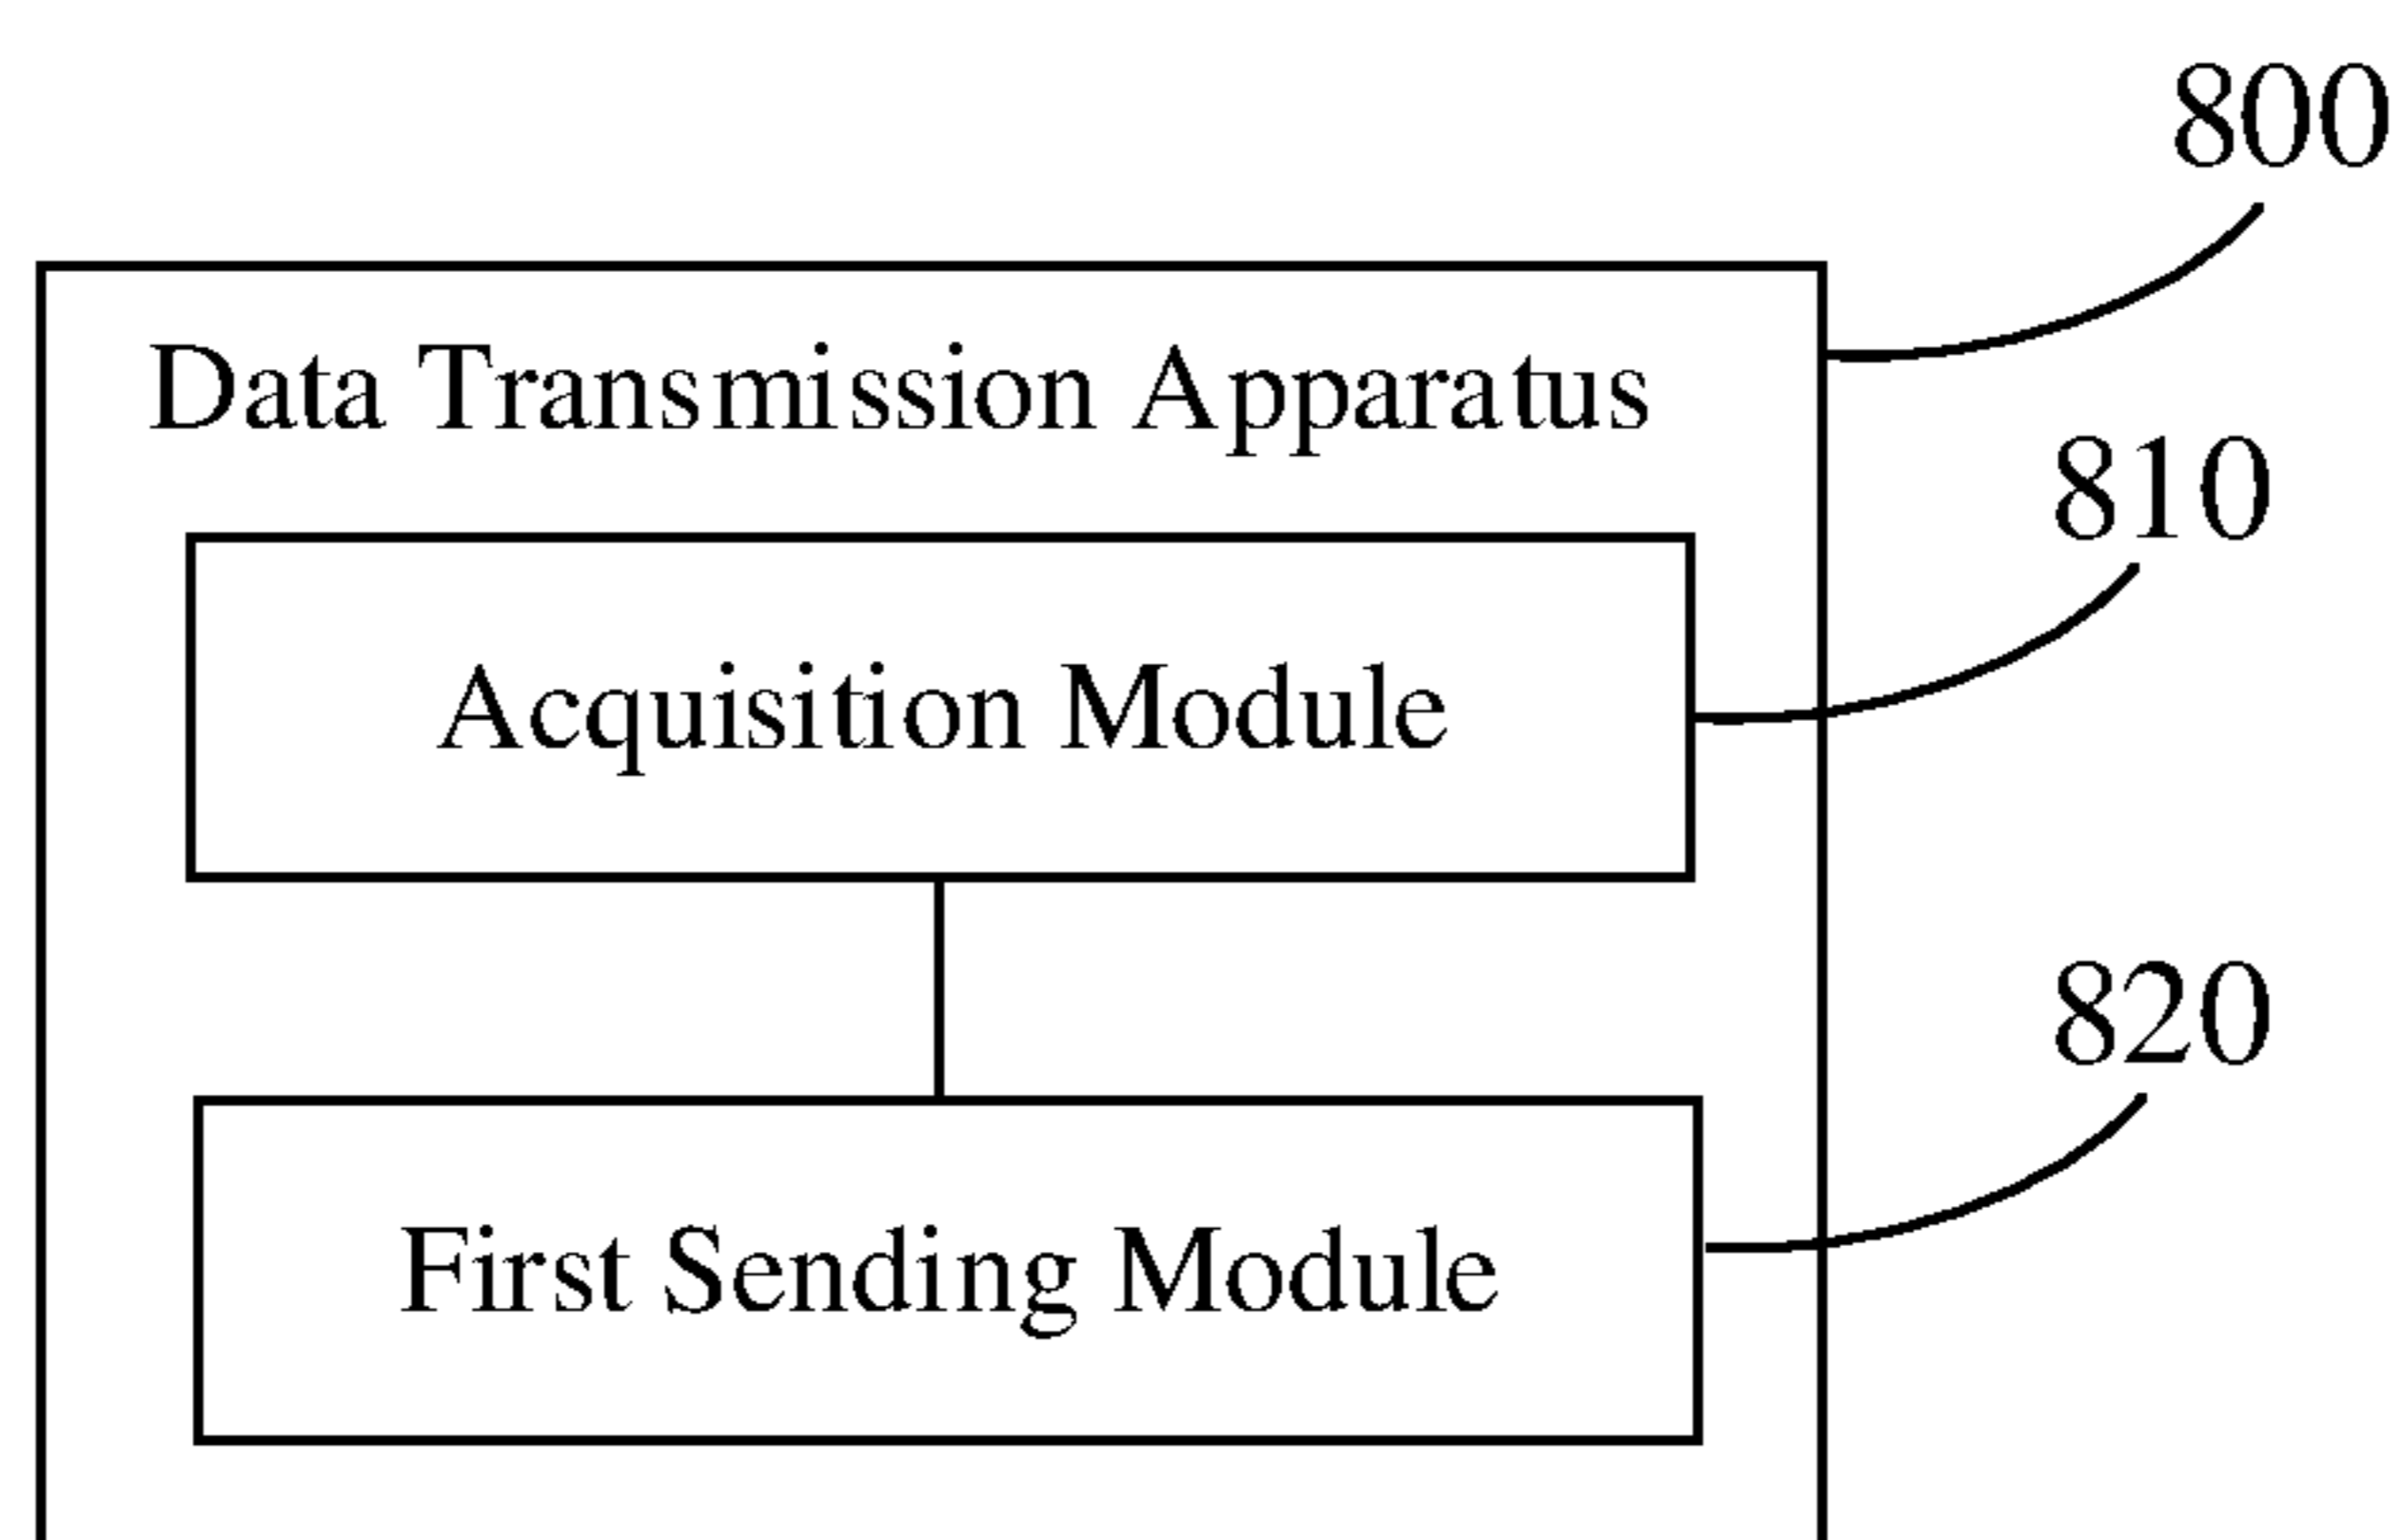 800
Data Transmission Apparatus
810
Acquisition Module
820
First Sending Module